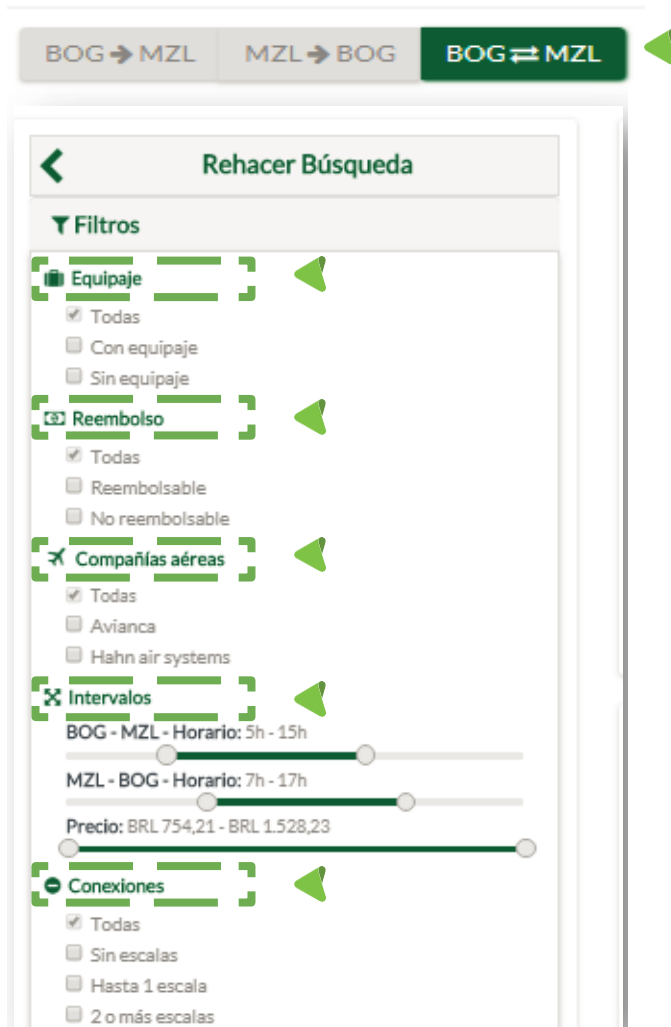 BOG MZL MZL BOG BOG MZL
Rehacer Búsqueda
Filtros
Equipaje
Todas
Con equipaje
Sin equipaje
Reembolso
Todas
Reembolsable
No reembolsable
Compañías aéreas
Todas
Avianca
Hahn air systems
Intervalos
BOG - MZL - Horario: 5h - 15h
MZL - BOG - Horario: 7h - 17h
Precio: BRL 754,21 - BRL 1.528,23
Conexiones
Todas
Sin escalas
Hasta 1 escala
2 o más escalas